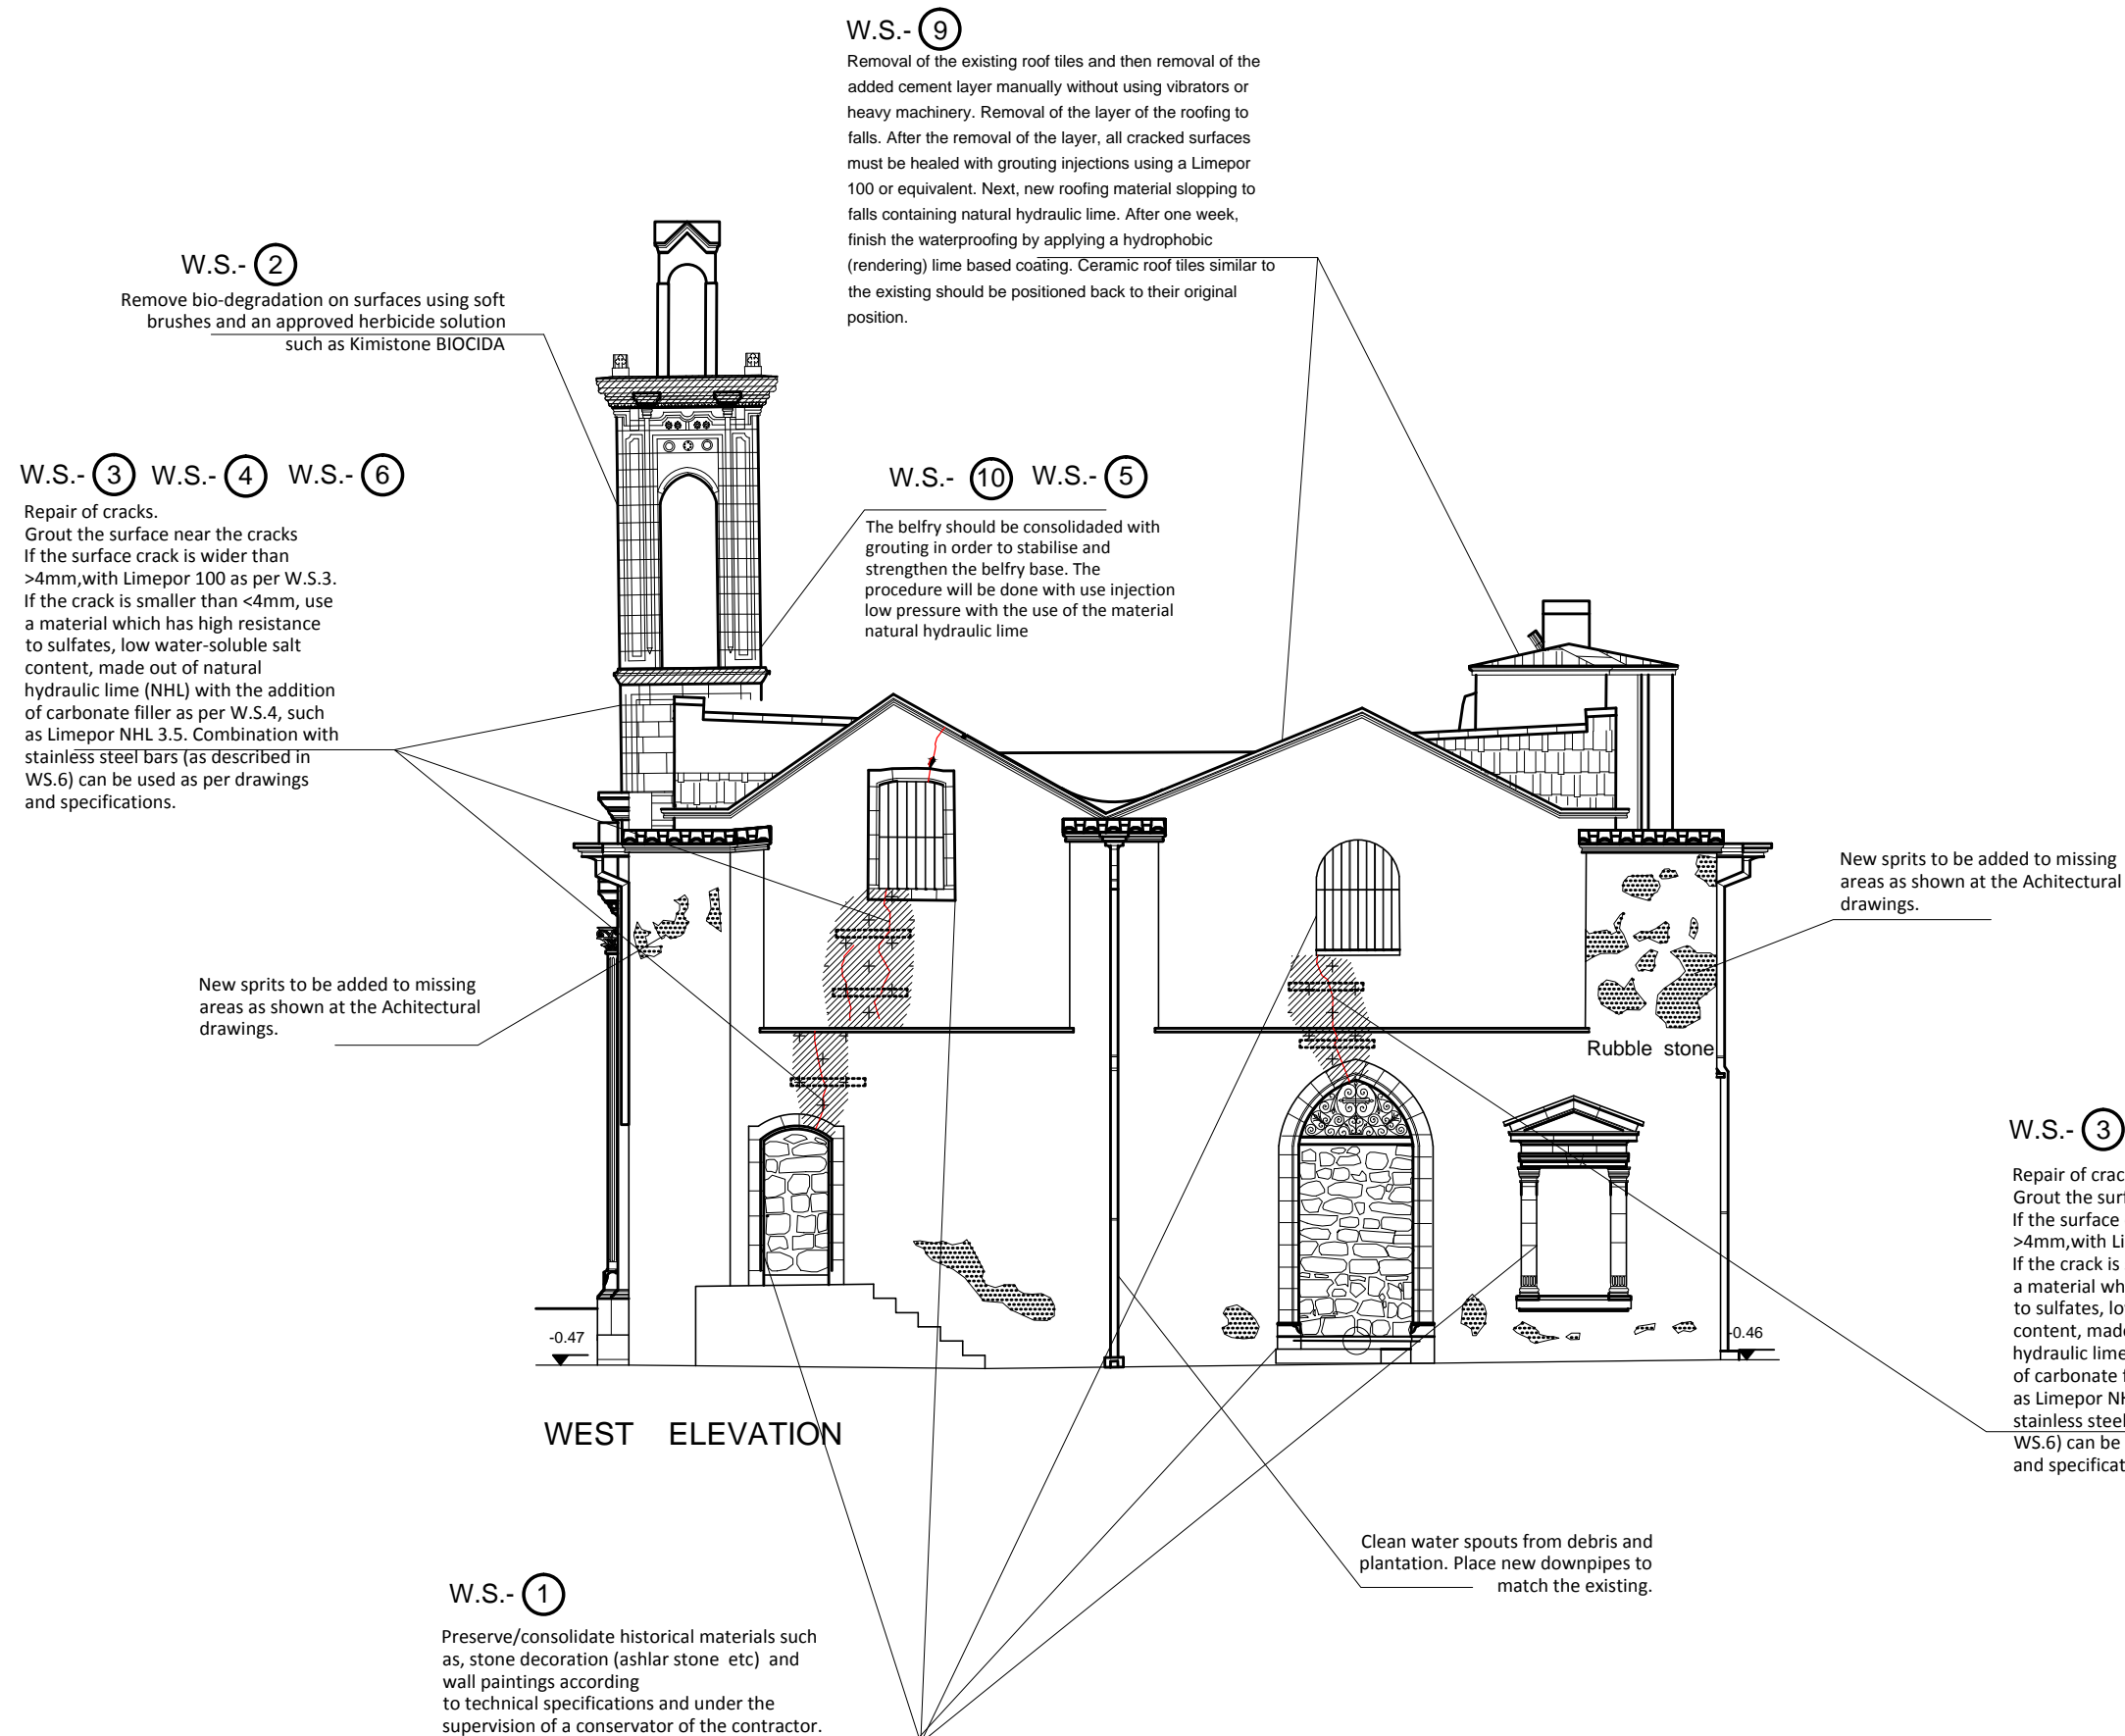 W.S.- 9
Removal of the existing roof tiles and then removal of the
added cement layer manually without using vibrators or
heavy machinery. Removal of the layer of the roofing to
falls. After the removal of the layer, all cracked surfaces
must be healed with grouting injections using a Limepor
100 or equivalent. Next, new roofing material slopping to
falls containing natural hydraulic lime. After one week,
finish the waterproofing by applying a hydrophobic
(rendering) lime based coating. Ceramic roof tiles similar to
the existing should be positioned back to their original
position.
W.S.- 2
Remove bio-degradation on surfaces using soft
brushes and an approved herbicide solution
such as Kimistone BIOCIDA
W.S.- 3 W.S.- 4 W.S.- 6
Repair of cracks.
Grout the surface near the cracks
If the surface crack is wider than
>4mm,with Limepor 100 as per W.S.3.
If the crack is smaller than <4mm, use
a material which has high resistance
to sulfates, low water-soluble salt
content, made out of natural
hydraulic lime (NHL) with the addition
of carbonate filler as per W.S.4, such
as Limepor NHL 3.5. Combination with
stainless steel bars (as described in
WS.6) can be used as per drawings
and specifications.
W.S.- 10 W.S.- 5
The belfry should be consolidaded with
grouting in order to stabilise and
strengthen the belfry base. The
procedure will be done with use injection
low pressure with the use of the material
natural hydraulic lime
New sprits to be added to missing
areas as shown at the Achitectural
drawings.
New sprits to be added to missing
areas as shown at the Achitectural
drawings.
Rubble stone
W.S.- 3
Repair of crac
Grout the sur
If the surface
>4mm,with Li
If the crack is
a material wh
to sulfates, lo
content, mad
hydraulic lime
of carbonate f
as Limepor N
stainless steel
WS.6) can be
and specificat
-0.47
-0.46
WEST ELEVATION
Clean water spouts from debris and
plantation. Place new downpipes to
match the existing.
W.S.- 1
Preserve/consolidate historical materials such
as, stone decoration (ashlar stone etc) and
wall paintings according
to technical specifications and under the
supervision of a conservator of the contractor.